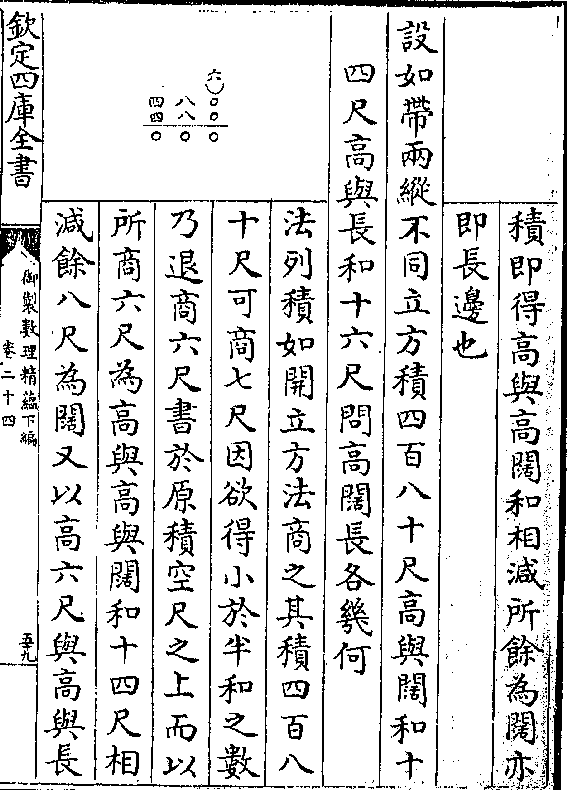 積即得高與高闊和相減所餘為闊亦
即長邊也
設如帶兩縱不同立方積四百八十尺高與闊和十
四尺高與長和十六尺問高闊長各幾何
法列積如開立方法商之其積四百八
十尺可商七尺因欲得小於半和之數
乃退商六尺書於原積空尺之上而以
所商六尺為高與高與闊和十四尺相
減餘八尺為闊又以高六尺與高與長
六〇〇
八八〇
四四〇
欽定四庫全書
御製數理精蘊下編
卷二十四
五九